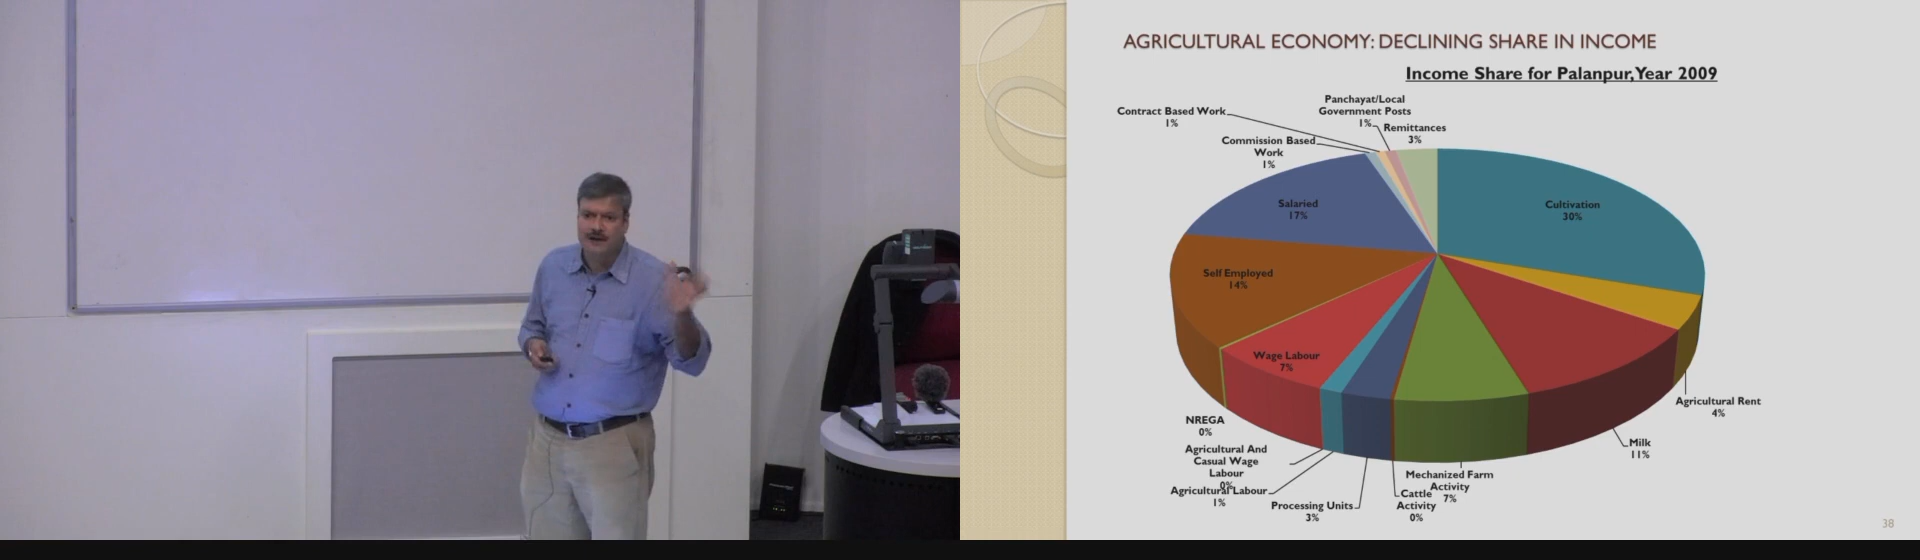 AGRICULTURAL ECONOMY: DECLINING SHARE IN INCOME
Income Share for Palanpur, Year 2009
Panchayat/Local
Government Posts
1%
Contract Based Work
1%
Remittances
3%
Commission Based
Work
1%
Salaried
17%
Cultivation
30%
Self Employed
14%
Wage Labour
7%
Agricultural Rent
4%
NREGA
0%
Milk
11%
Agricultural And
Casual Wage
Labour
0%
Agricultural Labour
1%
Processing Units
3%
Cattle
Activity
0%
Mechanized Farm
Activity
7%
38